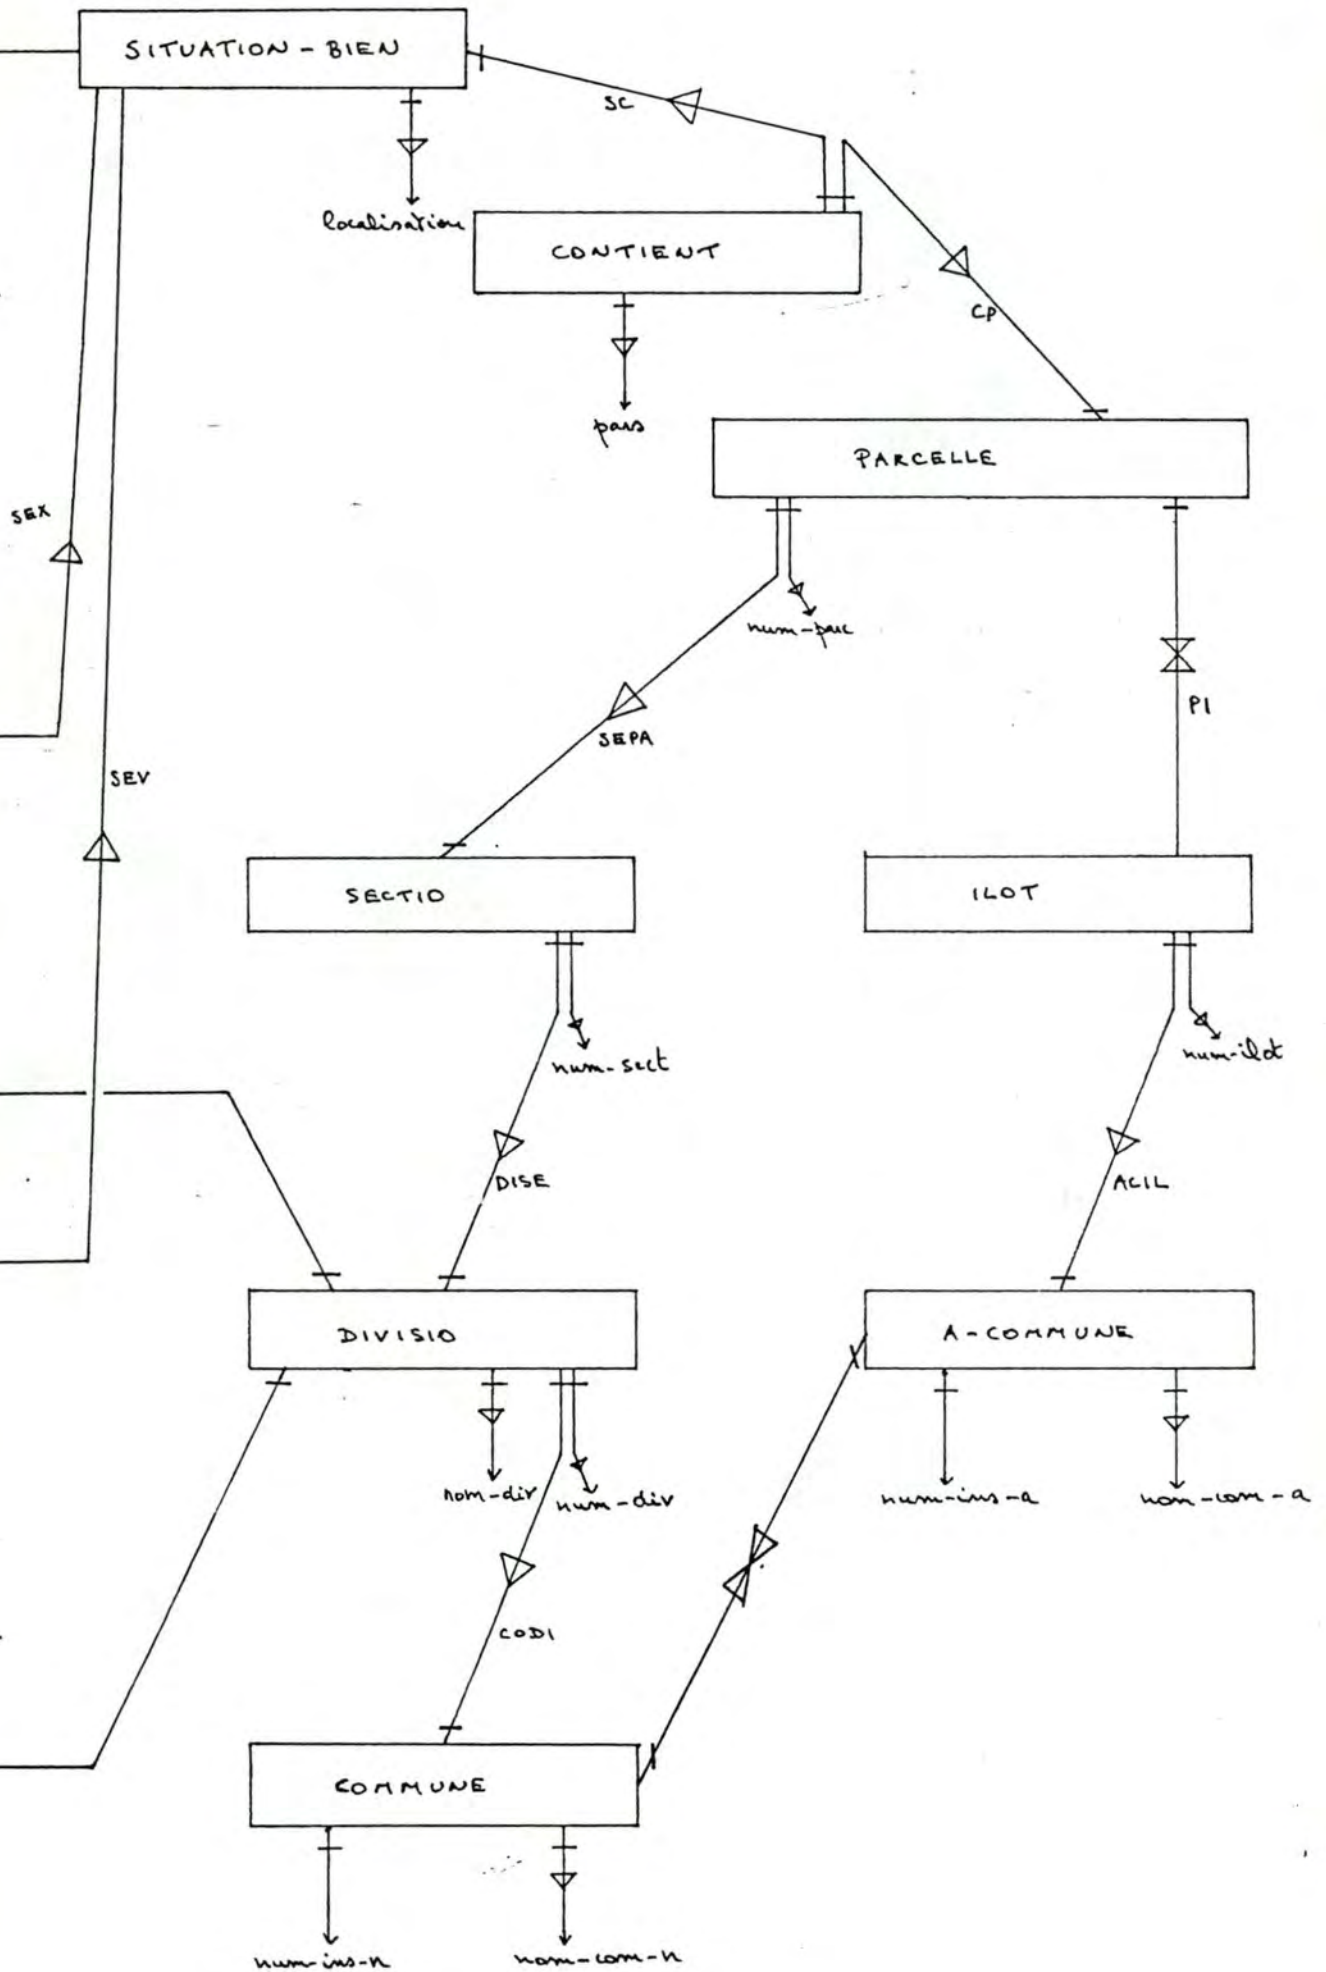 SITUATION-BIEN
SC
localisation
CONTIENT
CP
pars
PARCELLE
SEX
num-parc
PI
SEPA
SEV
SECTIO
ILOT
num-sect
num-ilot
DISE
ACIL
DIVISIO
A-COMMUNE
nom-div
num-div
num-ins-a
nom-com-a
CODI
COMMUNE
num-ins-n
nom-com-n